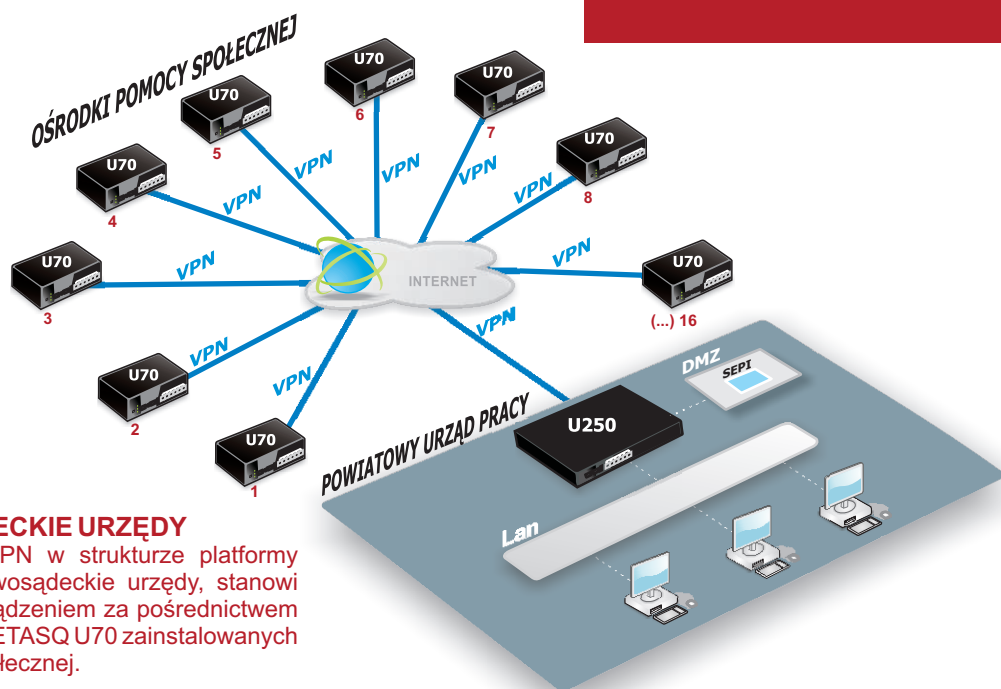 OŚRODKI POMOCY SPOŁECZNEJ
U70
6
U70
7
U70
5
U70
8
U70
4
U70
3
U70
(...) 16
U70
2
U70
1
VPN
VPN
VPN
VPN
VPN
VPN
VPN
VPN
VPN
VPN
VPN
INTERNET
POWIATOWY URZĄD PRACY
U250
DMZ
SEPI
Lan
ECKIE URZĘDY
PN w strukturze platformy
wosądeckie urzędy, stanowi
ądzeniem za pośrednictwem
ETASQ U70 zainstalowanych
łecznej.